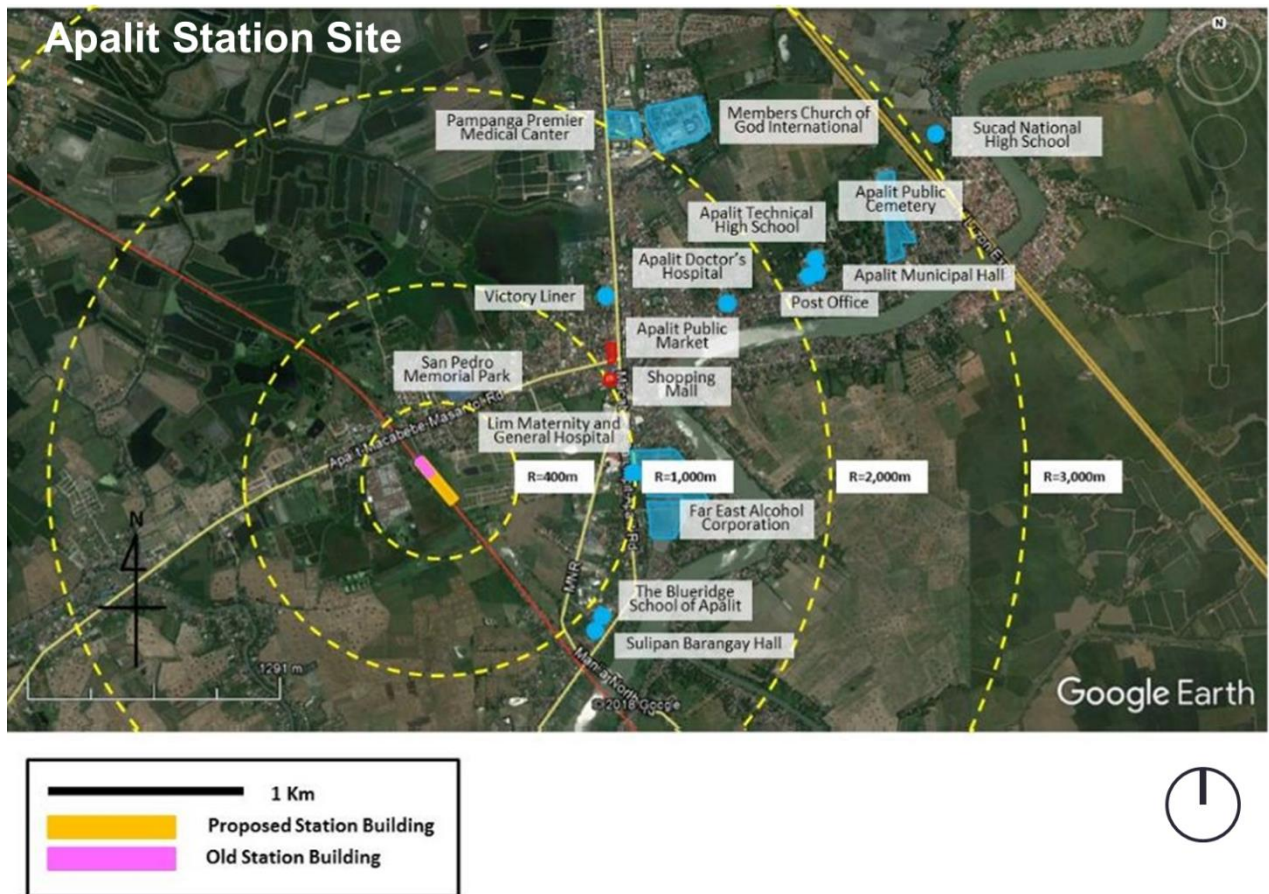 Apalit Station Site
N
Pampanga Premier
Medical Canter
Members Church of
God International
Sucad National
High School
Apalit Public
Cemetery
Apalit Technical
High School
Apalit Doctor's
Hospital
Apalit Municipal Hall
Victory Liner
Post Office
Apalit Public
Market
San Pedro
Memorial Park
Shopping
Mall
Apalit-Macabebe-Masantol-Rd
Lim Maternity and
General Hospital
R=400m
R=1,000m
R=2,000m
R=3,000m
Far East Alcohol
Corporation
N
MNR
Rd
The Blueridge
School of Apalit
Sulipan Barangay Hall
1291 m
©2018 Google
Google Earth
1 Km
Proposed Station Building
Old Station Building